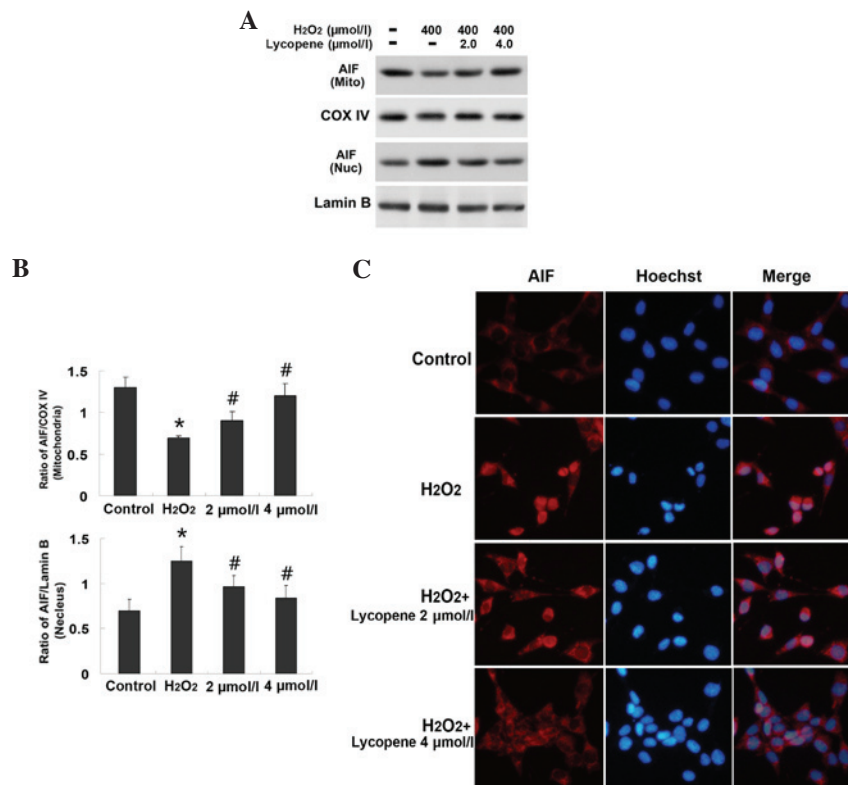 A
H2O2 (µmol/l) - 400 400 400
Lycopene (µmol/l) - - 2.0 4.0
AIF
(Mito)
COX IV
AIF
(Nuc)
Lamin B
B
Ratio of AIF/COX IV
(Mitochondria)
1.5
1
0.5
0
*
#
#
Control H2O2 2 µmol/l 4 µmol/l
Ratio of AIF/Lamin B
(Necleus)
1.5
1
0.5
0
*
#
#
Control H2O2 2 µmol/l 4 µmol/l
C
AIF Hoechst Merge
Control
H2O2
H2O2+
Lycopene 2 µmol/l
H2O2+
Lycopene 4 µmol/l